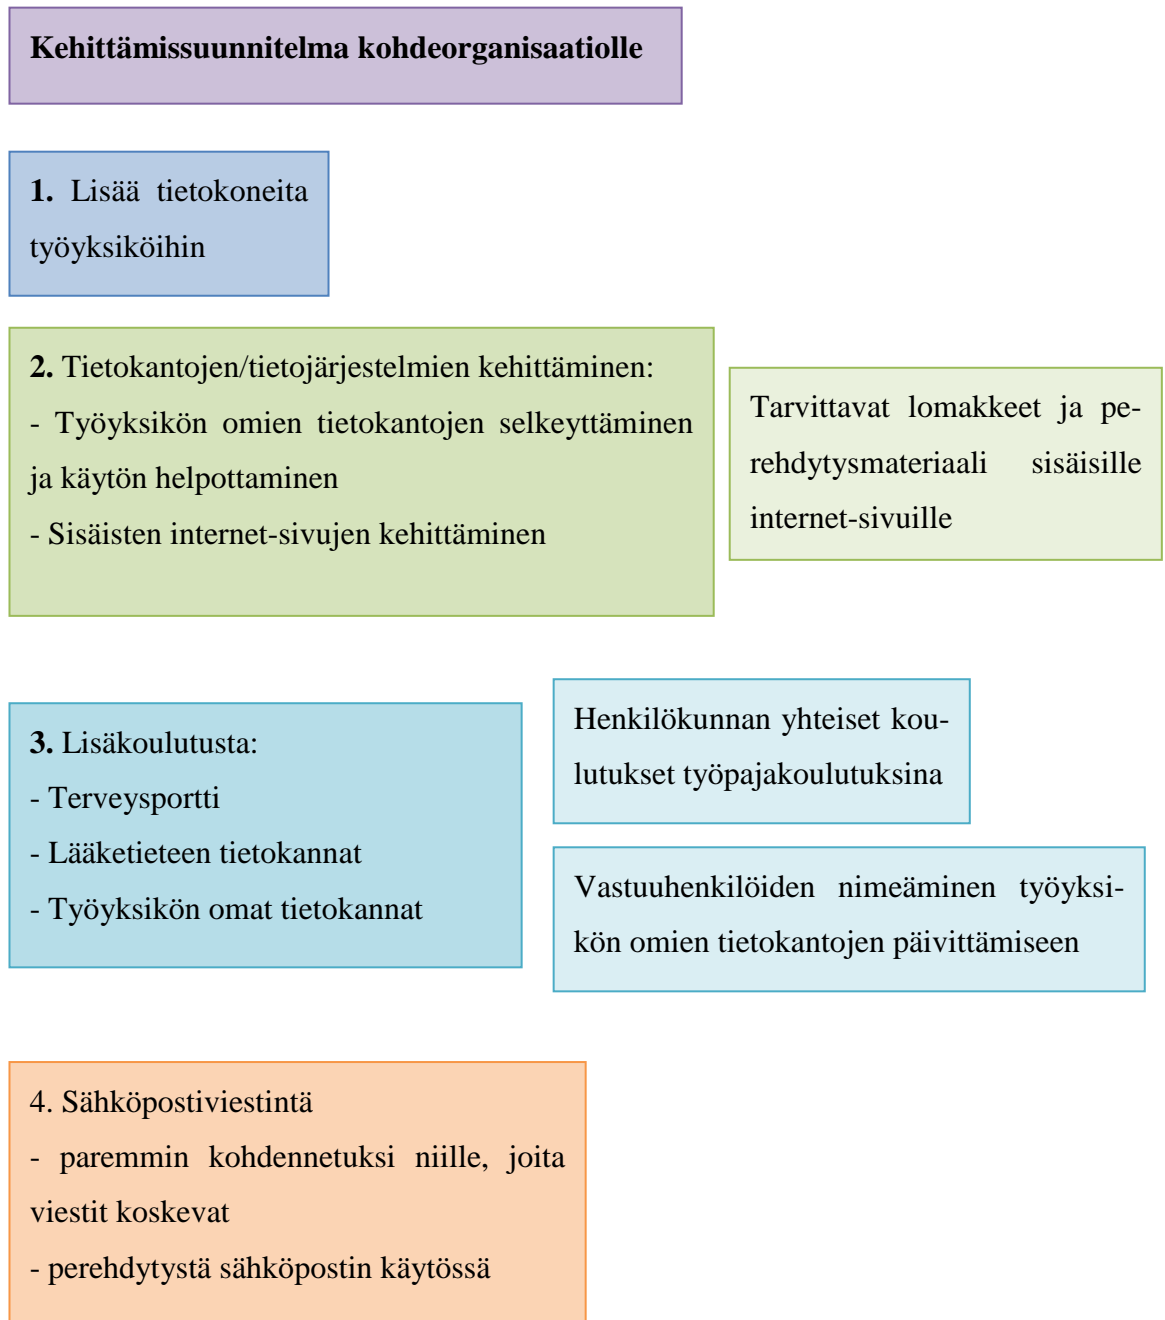 Kehittämissuunnitelma kohdeorganisaatiolle
1. Lisää tietokoneita
työyksiköihin
2. Tietokantojen/tietojärjestelmien kehittäminen:
- Työyksikön omien tietokantojen selkeyttäminen
ja käytön helpottaminen
- Sisäisten internet-sivujen kehittäminen
Tarvittavat lomakkeet ja pe-
rehdytysmateriaali sisäisille
internet-sivuille
3. Lisäkoulutusta:
- Terveysportti
- Lääketieteen tietokannat
- Työyksikön omat tietokannat
Henkilökunnan yhteiset kou-
lutukset työpajakoulutuksina
Vastuuhenkilöiden nimeäminen työyksi-
kön omien tietokantojen päivittämiseen
4. Sähköpostiviestintä
- paremmin kohdennetuksi niille, joita
viestit koskevat
- perehdytystä sähköpostin käytössä